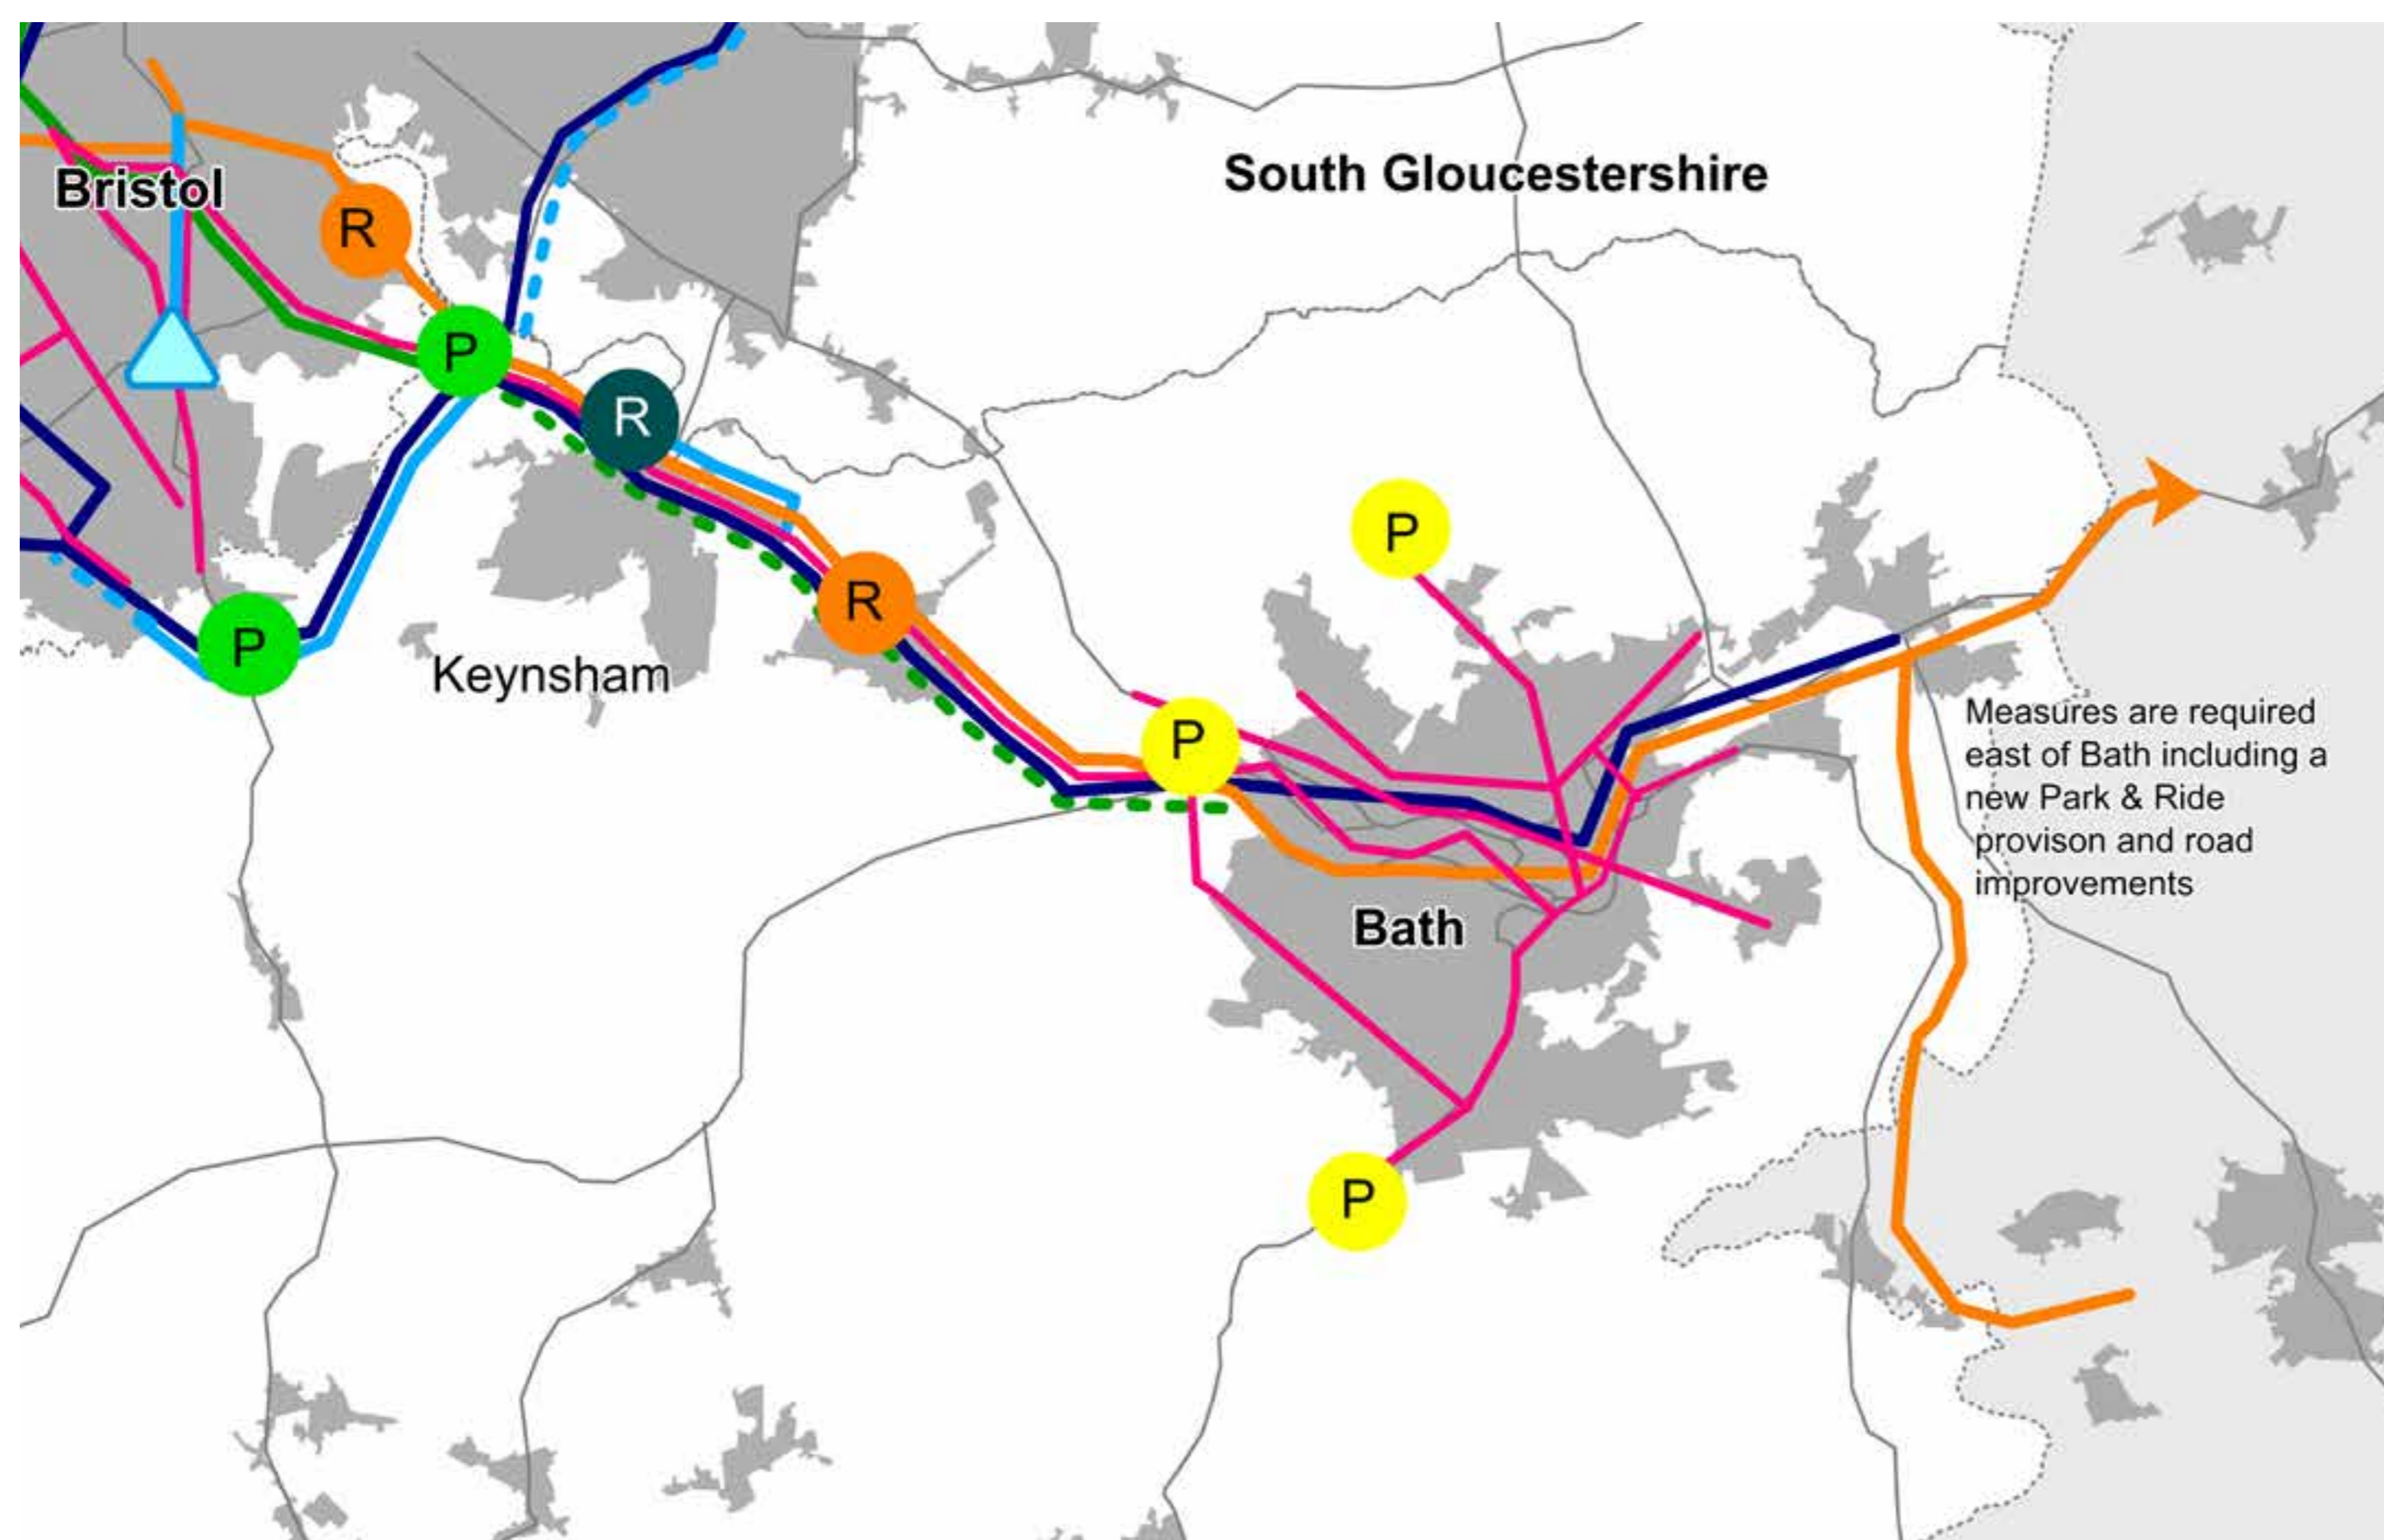 South Gloucestershire
Bristol
R
P
R
P
R
P
Keynsham
Measures are required
east of Bath including a
new Park & Ride
provison and road
improvements
P
Bath
P